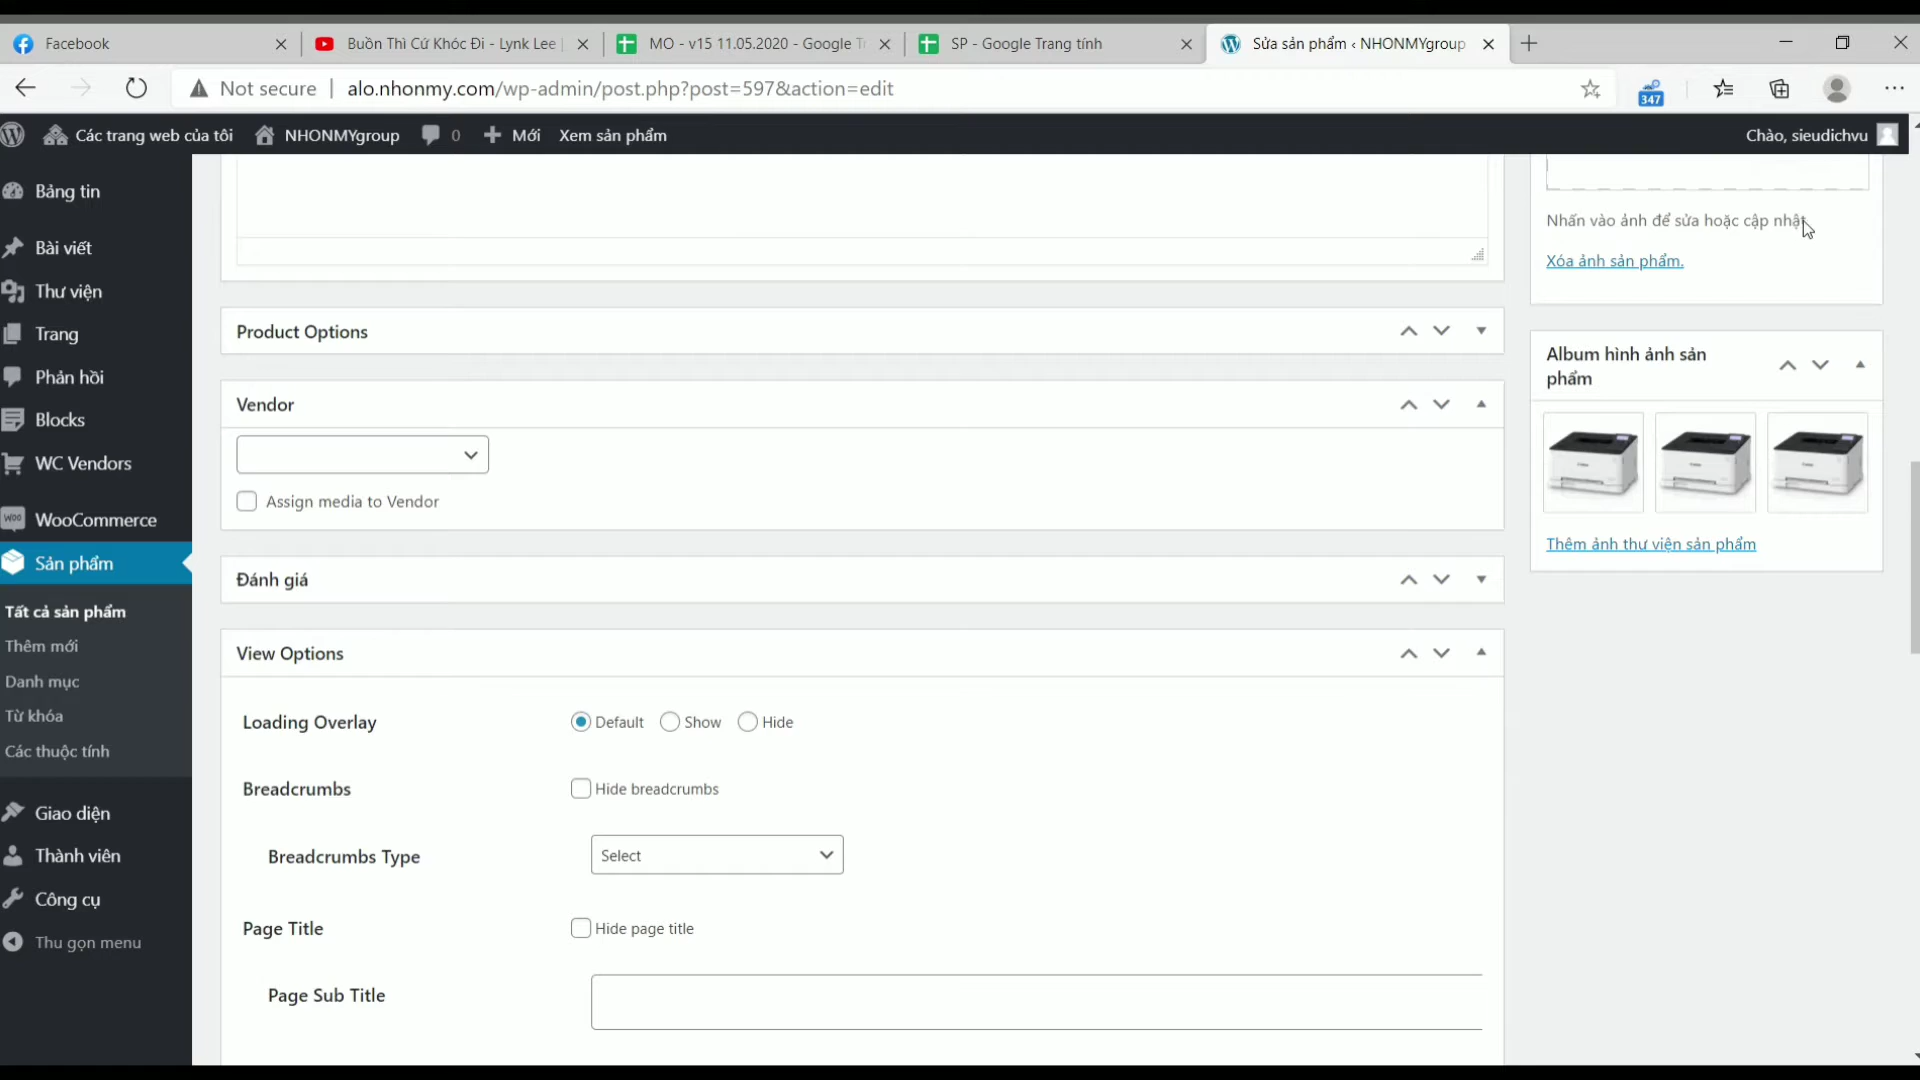 Facebook
Buồn Thì Cứ Khóc Đi - Lynk Lee |
MO - v15 11.05.2020 - Google Tr
SP - Google Trang tính
Sửa sản phẩm ‹ NHONMYgroup
Not secure | alo.nhonmy.com/wp-admin/post.php?post=597&action=edit
347
Các trang web của tôi
NHONMYgroup
0
Mới
Xem sản phẩm
Chào, sieudichvu
Bảng tin
Bài viết
Thư viện
Trang
Phản hồi
Blocks
WC Vendors
WooCommerce
Sản phẩm
Tất cả sản phẩm
Thêm mới
Danh mục
Từ khóa
Các thuộc tính
Giao diện
Thành viên
Công cụ
Thu gọn menu
Product Options
Vendor
Assign media to Vendor
Đánh giá
View Options
Loading Overlay
Default
Show
Hide
Breadcrumbs
Hide breadcrumbs
Breadcrumbs Type
Select
Page Title
Hide page title
Page Sub Title
Nhấn vào ảnh để sửa hoặc cập nhật
Xóa ảnh sản phẩm.
Album hình ảnh sản
phẩm
Thêm ảnh thư viện sản phẩm